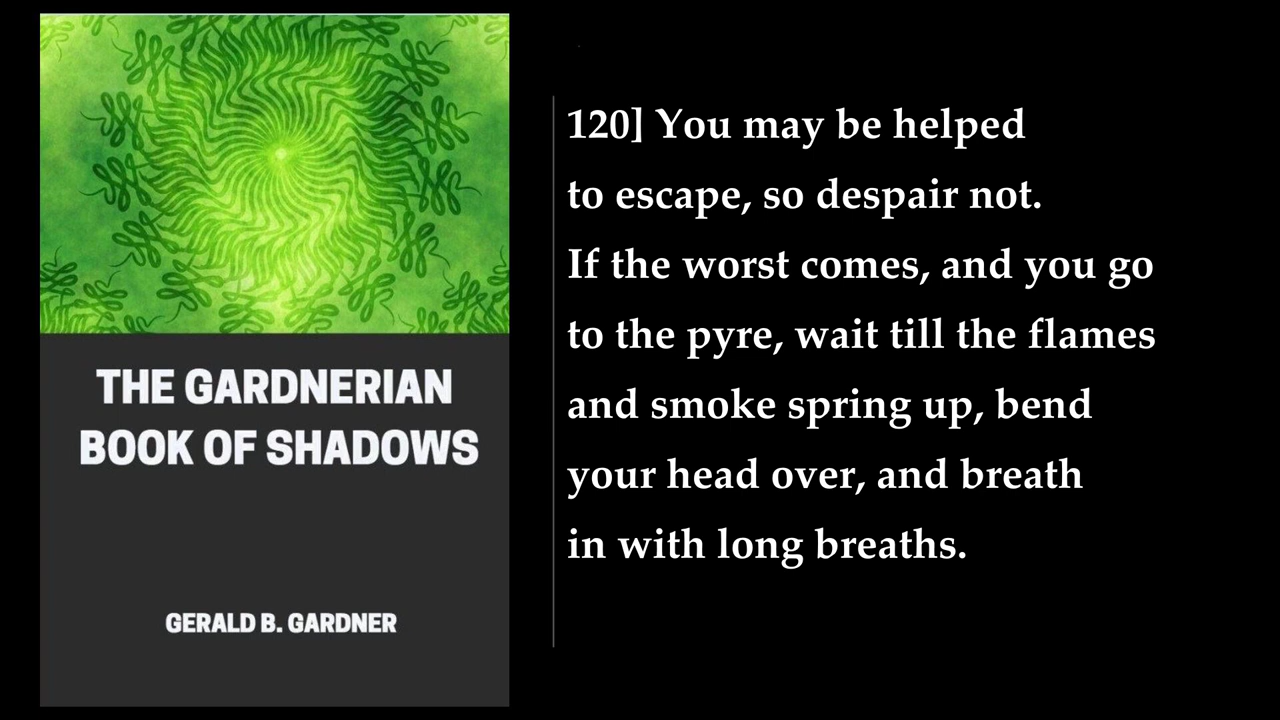 THE GARDNERIAN
BOOK OF SHADOWS
GERALD B. GARDNER
120] You may be helped
to escape, so despair not.
If the worst comes, and you go
to the pyre, wait till the flames
and smoke spring up, bend
your head over, and breath
in with long breaths.